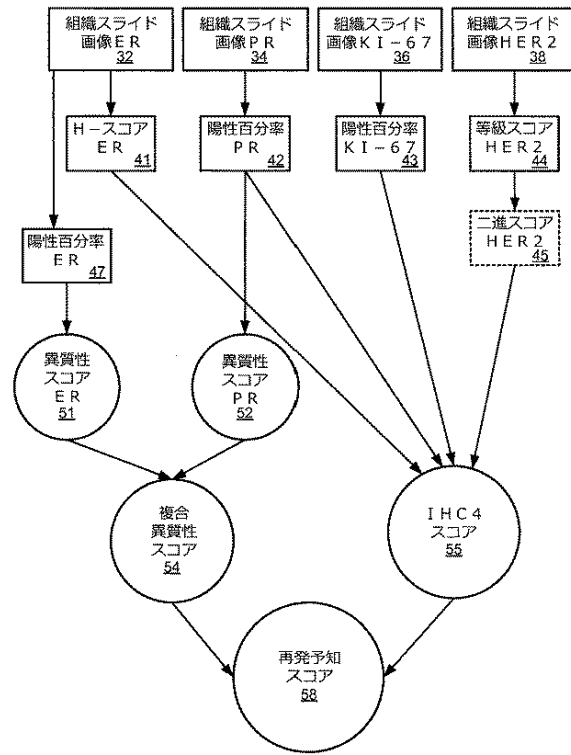 組織スライド
画像ER
32
組織スライド
画像PR
34
組織スライド
画像KI-67
36
組織スライド
画像HER2
38
H-スコア
ER
41
陽性百分率
PR
42
陽性百分率
KI-67
43
等級スコア
HER2
44
二進スコア
HER2
45
陽性百分率
ER
47
異質性
スコア
ER
51
異質性
スコア
PR
52
複合
異質性
スコア
54
IHC4
スコア
55
再発予知
スコア
58